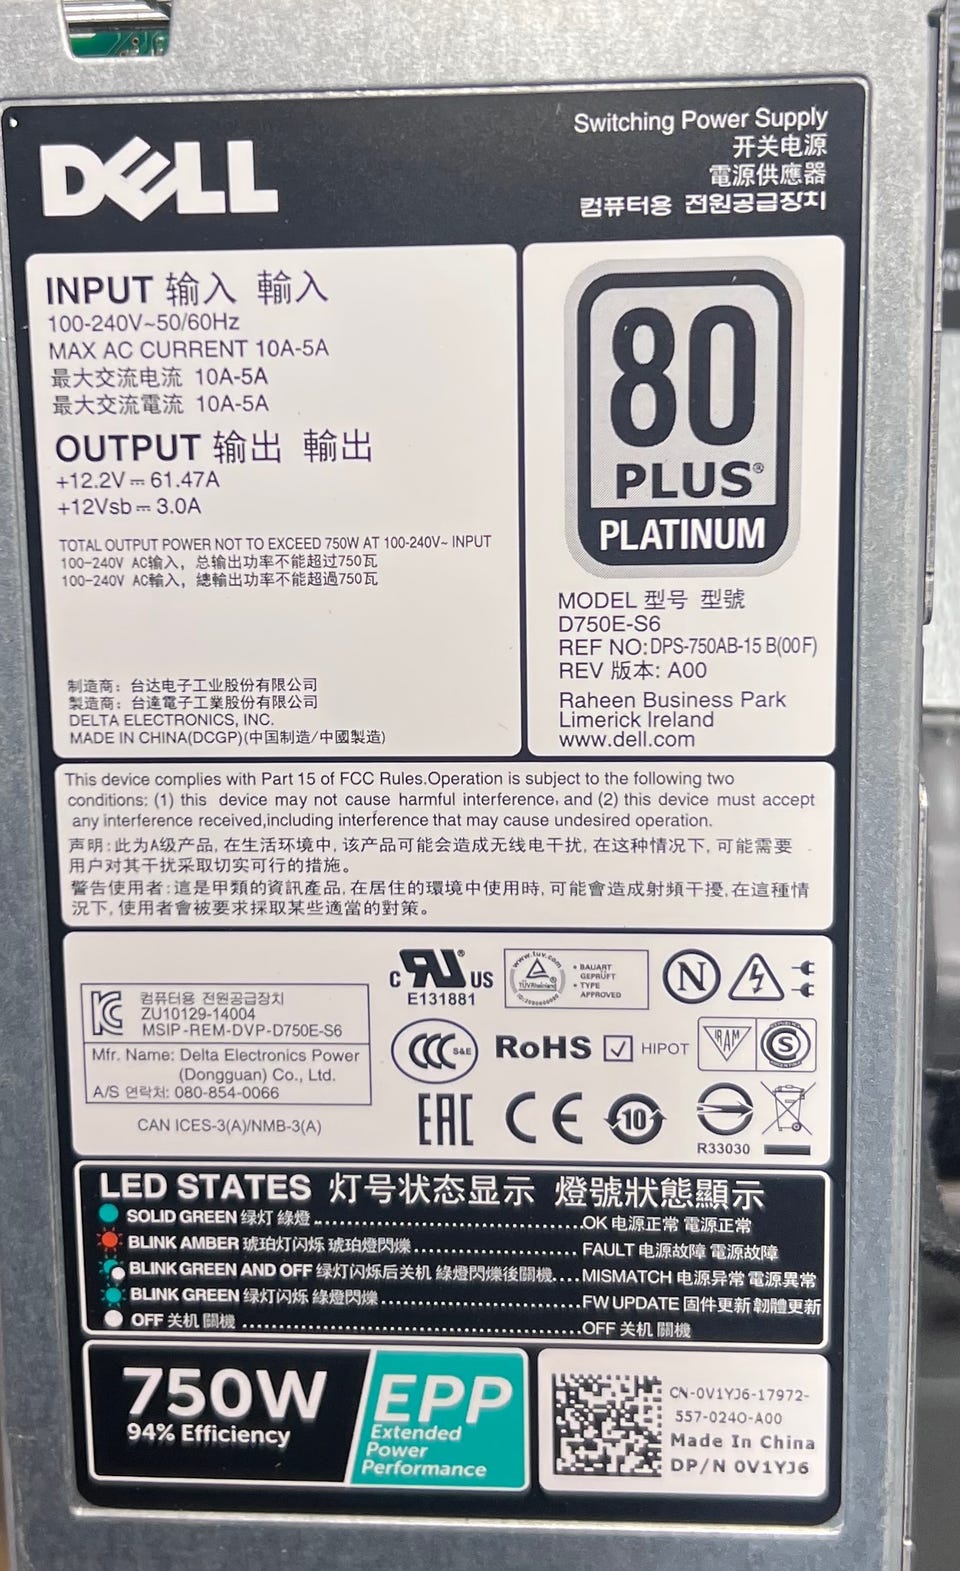 DELL
Switching Power Supply
开关电源
電源供應器
컴퓨터용 전원공급장치
INPUT 输入 輸入
100-240V~50/60Hz
MAX AC CURRENT 10A-5A
最大交流电流 10A-5A
最大交流電流 10A-5A
OUTPUT 输出 輸出
+12.2V⎓61.47A
+12Vsb⎓3.0A
TOTAL OUTPUT POWER NOT TO EXCEED 750W AT 100-240V~ INPUT
100-240V AC输入，总输出功率不能超过750瓦
100-240V AC輸入，總輸出功率不能超過750瓦
制造商：台达电子工业股份有限公司
製造商：台達電子工業股份有限公司
DELTA ELECTRONICS, INC.
MADE IN CHINA(DCGP)(中国制造/中國製造)
80
PLUS®
PLATINUM
MODEL 型号 型號
D750E-S6
REF NO:DPS-750AB-15 B(00F)
REV 版本: A00
Raheen Business Park
Limerick Ireland
www.dell.com
This device complies with Part 15 of FCC Rules.Operation is subject to the following two
conditions: (1) this device may not cause harmful interference, and (2) this device must accept
any interference received,including interference that may cause undesired operation.
声明:此为A级产品,在生活环境中,该产品可能会造成无线电干扰,在这种情况下,可能需要
用户对其干扰采取切实可行的措施。
警告使用者:這是甲類的資訊產品,在居住的環境中使用時,可能會造成射頻干擾,在這種情
況下,使用者會被要求採取某些適當的對策。
컴퓨터용 전원공급장치
ZU10129-14004
MSIP-REM-DVP-D750E-S6
Mfr. Name: Delta Electronics Power
(Dongguan) Co., Ltd.
A/S 연락처: 080-854-0066
CAN ICES-3(A)/NMB-3(A)
C RU US
E131881
www.tuv.com
TÜVRheinland
• BAUART
GEPRÜFT
• TYPE
APPROVED
N
CCC S&E
RoHS
HIPOT
IRAM
S
EAC
CE
10
R33030
LED STATES 灯号状态显示 燈號狀態顯示
SOLID GREEN 绿灯 綠燈.......OK 电源正常 電源正常
BLINK AMBER 琥珀灯闪烁 琥珀燈閃爍.......FAULT 电源故障 電源故障
BLINK GREEN AND OFF 绿灯闪烁后关机 綠燈閃爍後關機....MISMATCH 电源异常 電源異常
BLINK GREEN 绿灯闪烁 綠燈閃爍.......FW UPDATE 固件更新 韌體更新
OFF 关机 關機.......OFF 关机 關機
750W
94% Efficiency
EPP
Extended
Power
Performance
CN-0V1YJ6-17972-
557-024O-A00
Made In China
DP/N 0V1YJ6